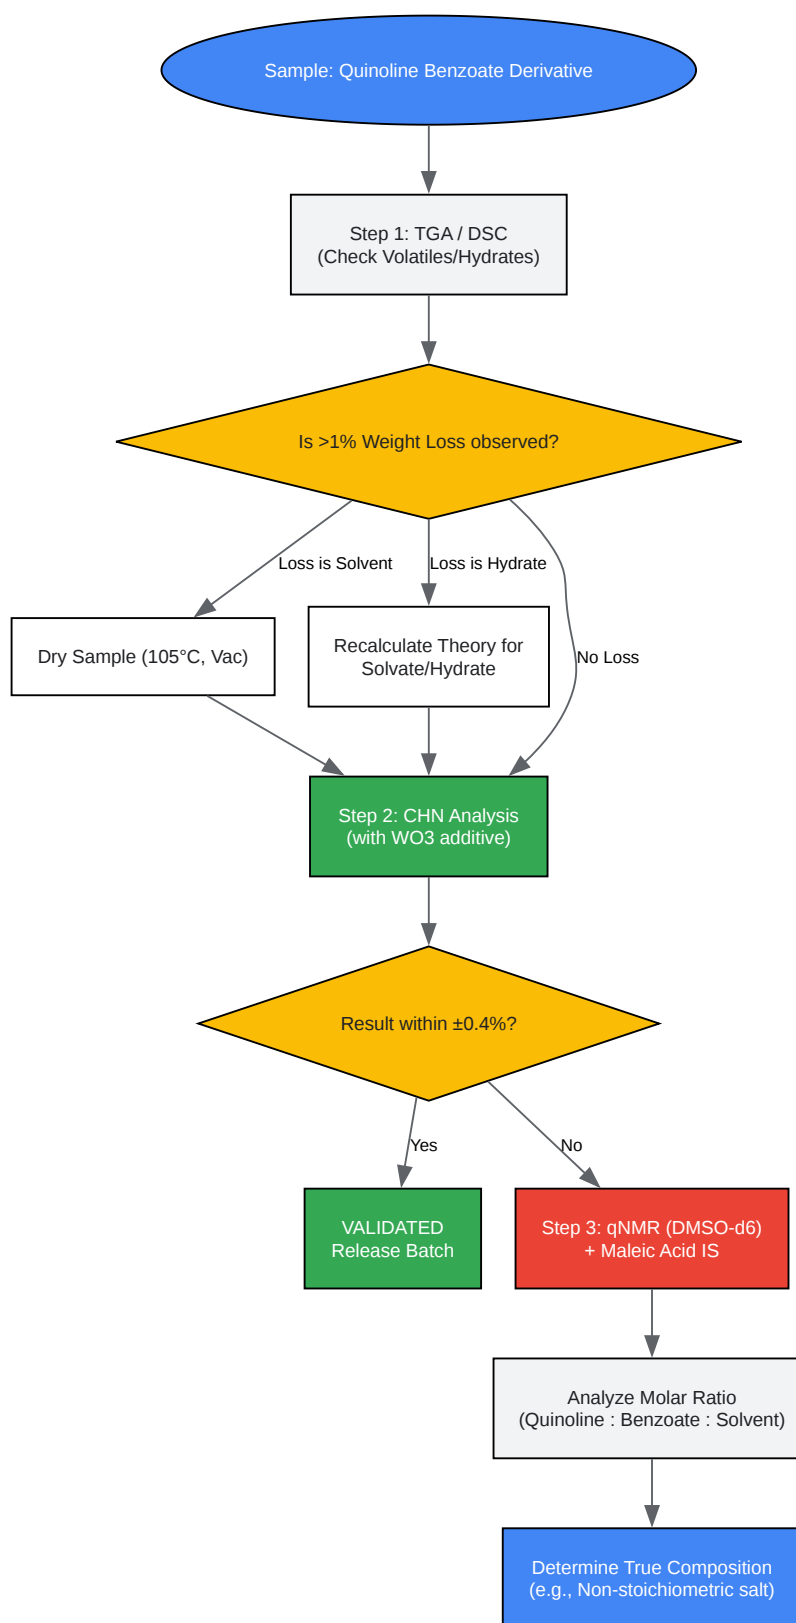 Sample: Quinoline Benzoate Derivative
Step 1: TGA / DSC
(Check Volatiles/Hydrates)
Is >1% Weight Loss observed?
Loss is Solvent
Loss is Hydrate
No Loss
Dry Sample (105°C, Vac)
Recalculate Theory for
Solvate/Hydrate
Step 2: CHN Analysis
(with WO3 additive)
Result within ±0.4%?
Yes
No
VALIDATED
Release Batch
Step 3: qNMR (DMSO-d6)
+ Maleic Acid IS
Analyze Molar Ratio
(Quinoline : Benzoate : Solvent)
Determine True Composition
(e.g., Non-stoichiometric salt)